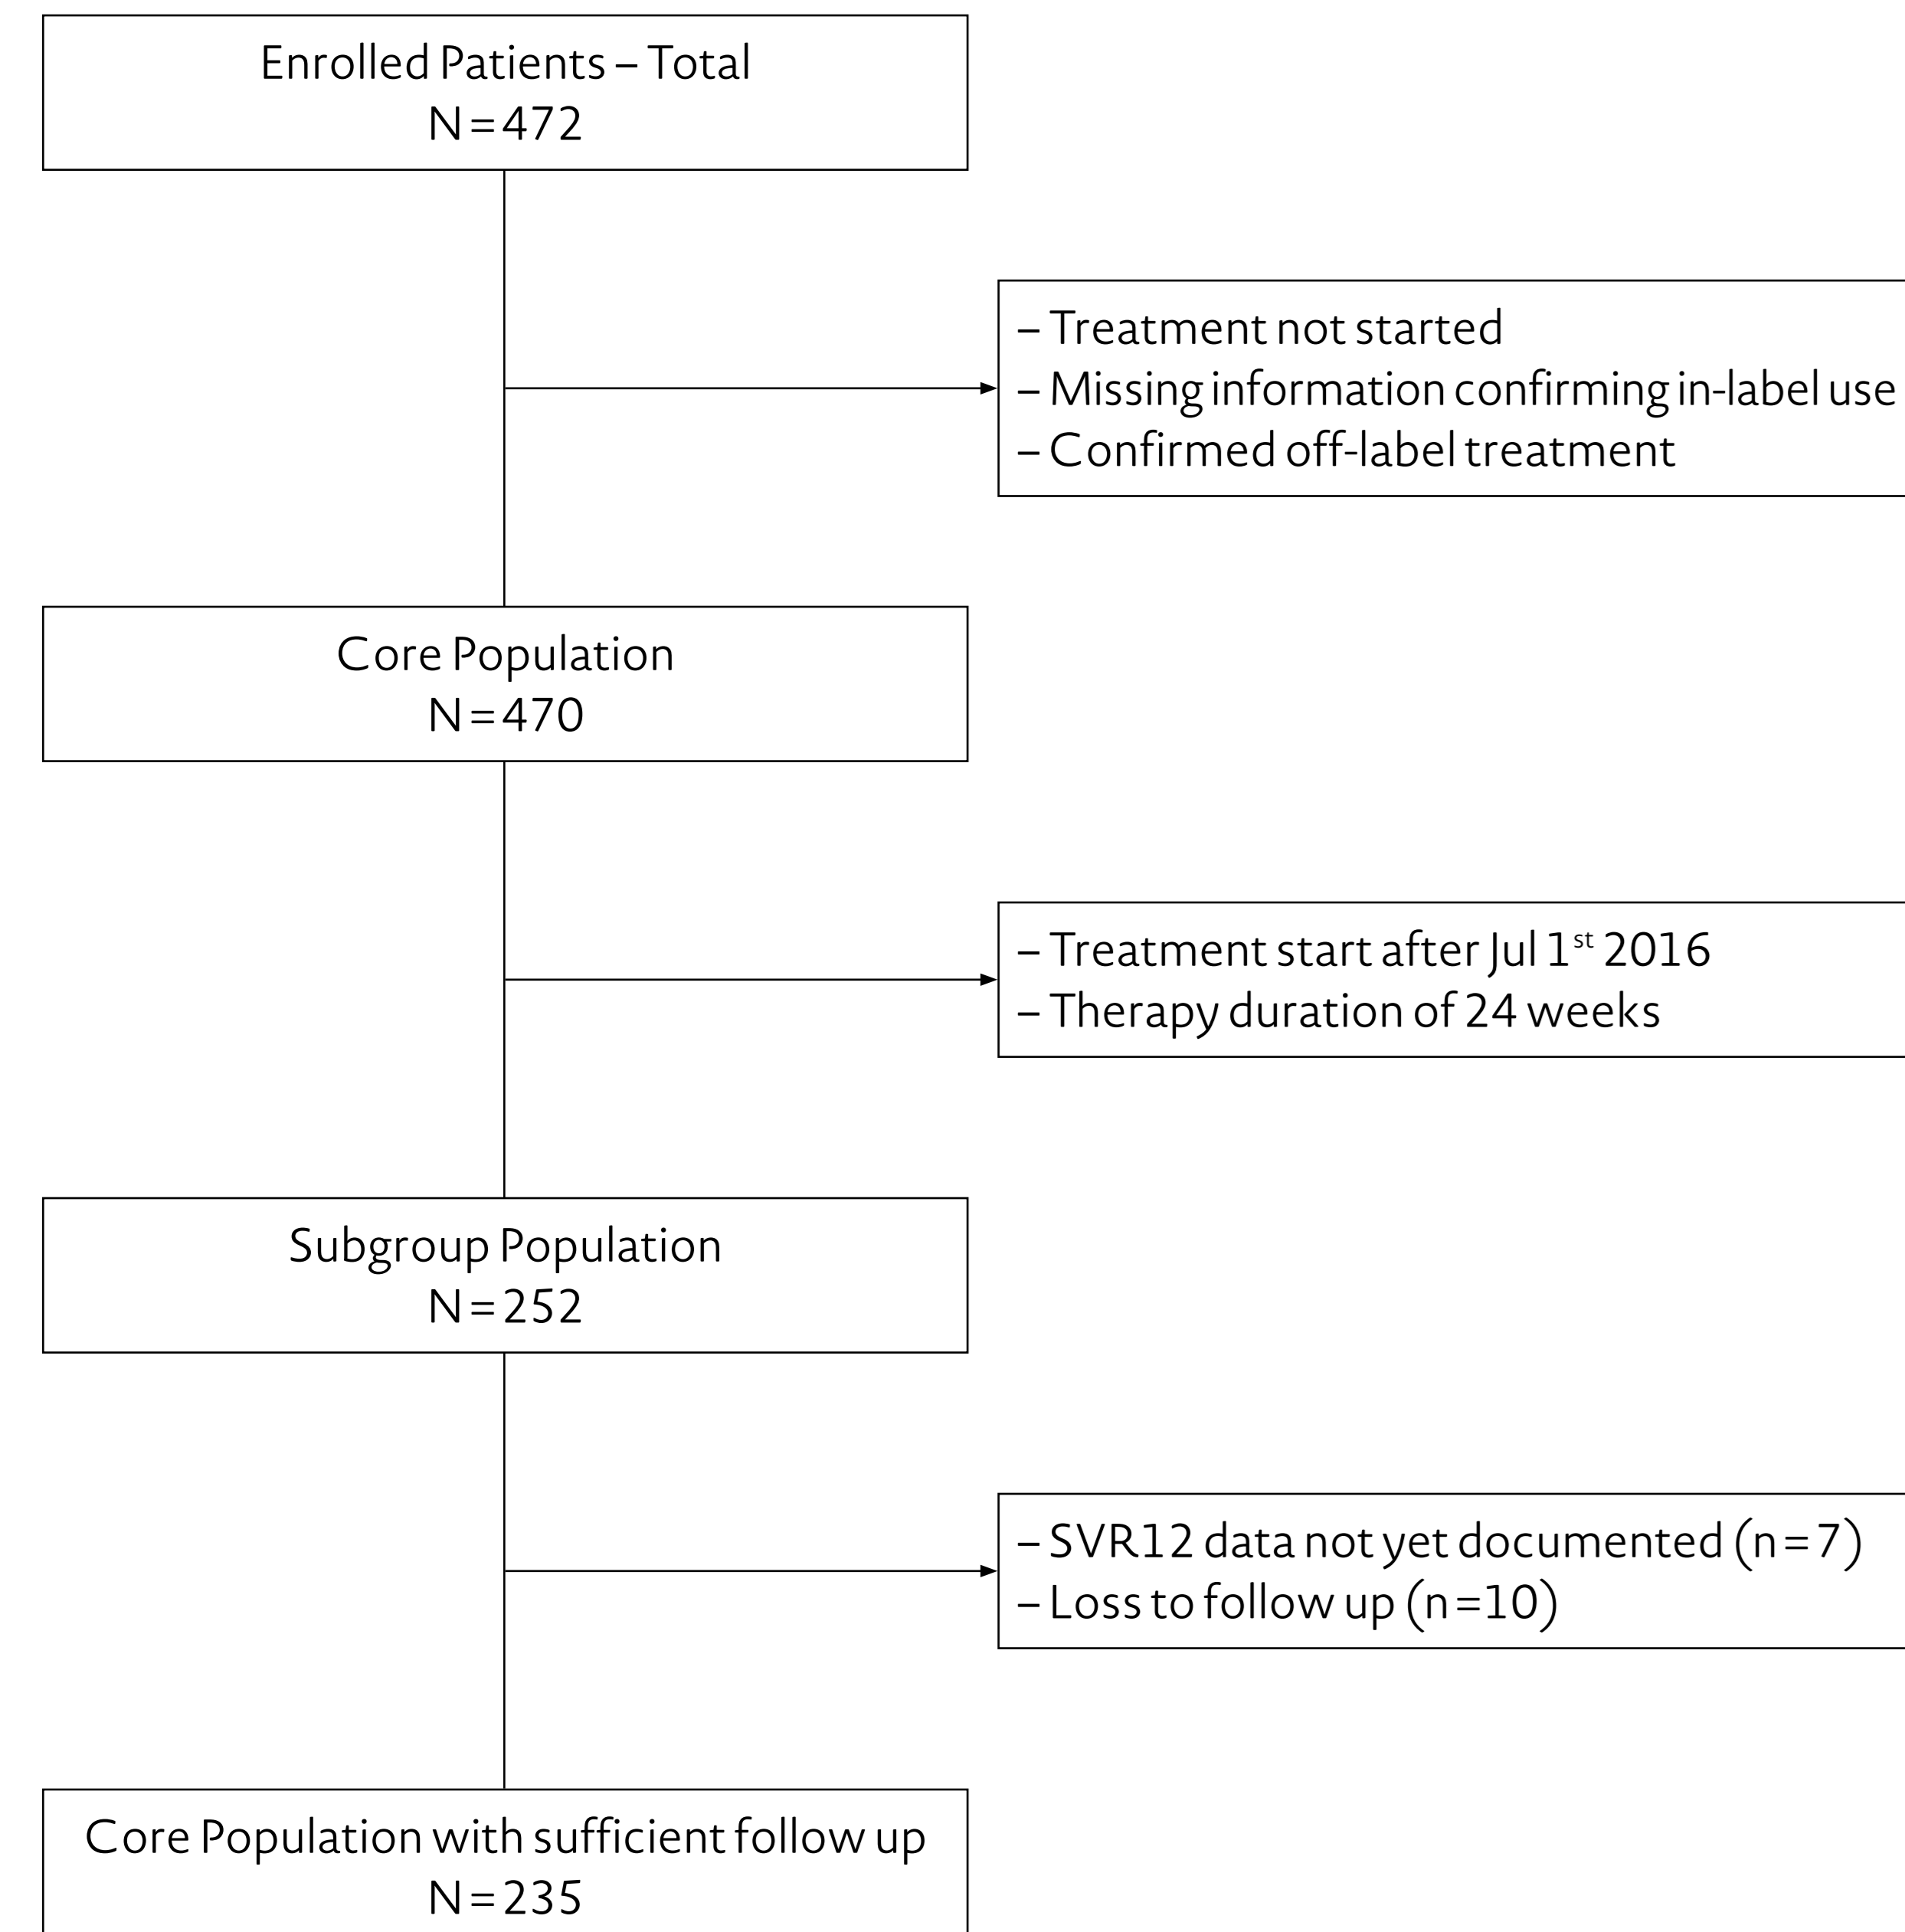 Enrolled Patients – Total
N = 472
– Treatment not started
– Missing information confirming in-label use
– Confirmed off-label treatment
Core Population
N = 470
– Treatment start after Jul 1st 2016
– Therapy duration of 24 weeks
Subgroup Population
N = 252
– SVR12 data not yet documented (n = 7)
– Loss to follow up (n = 10)
Core Population with sufficient follow up
N = 235